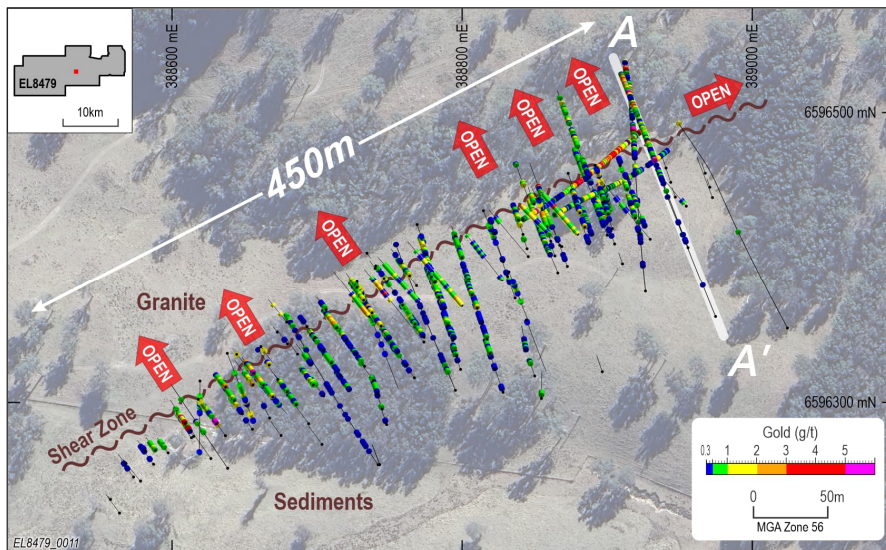 388600 mE
388800 mE
389000 mE
EL8479
10km
A
OPEN
OPEN
OPEN
OPEN
6596500 mN
450m
OPEN
Granite
OPEN
OPEN
A'
6596300 mN
Shear Zone
Sediments
Gold (g/t)
0.3 1 2 3 4 5
0 50m
MGA Zone 56
EL8479_0011